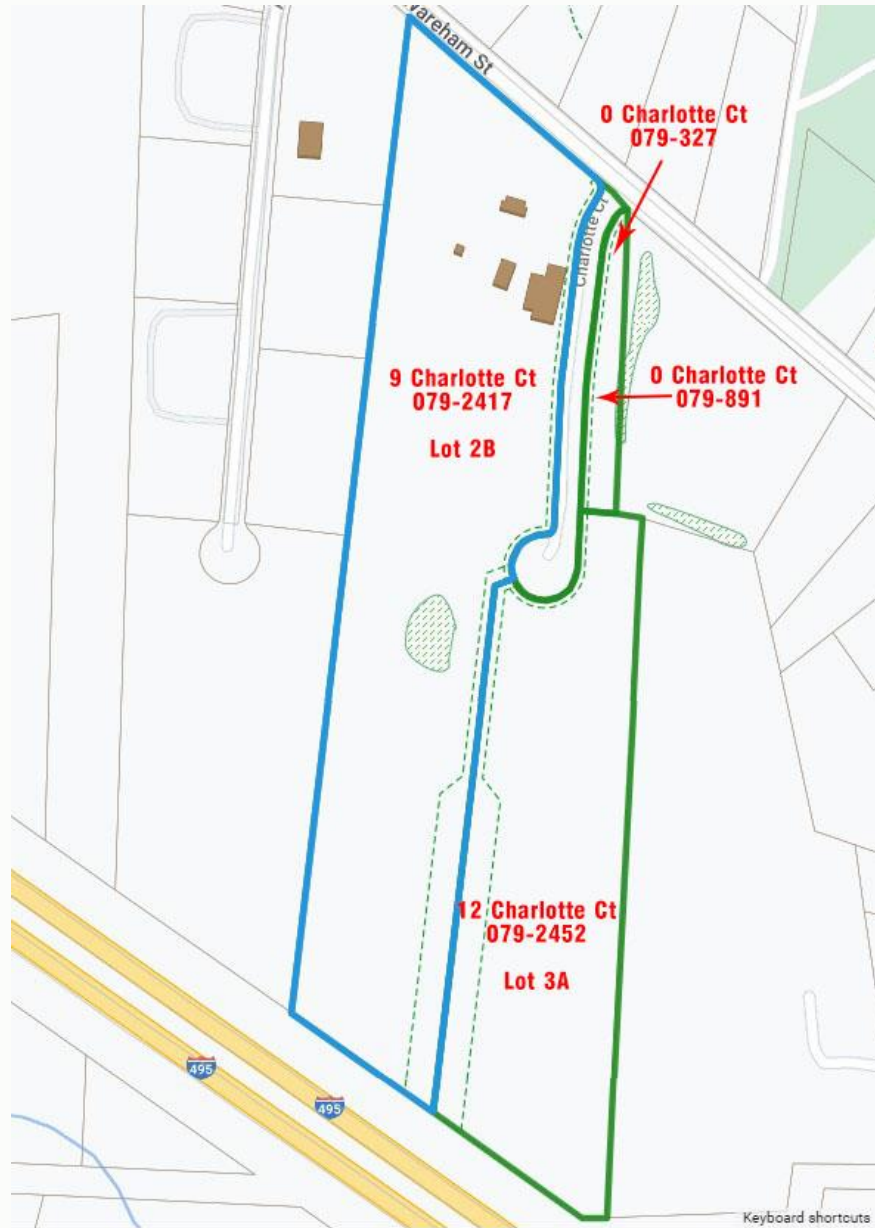 Wareham St
0 Charlotte Ct
079-327
Charlotte Ct
9 Charlotte Ct
079-2417
Lot 2B
0 Charlotte Ct
079-891
12 Charlotte Ct
079-2452
Lot 3A
495
495
Keyboard shortcuts